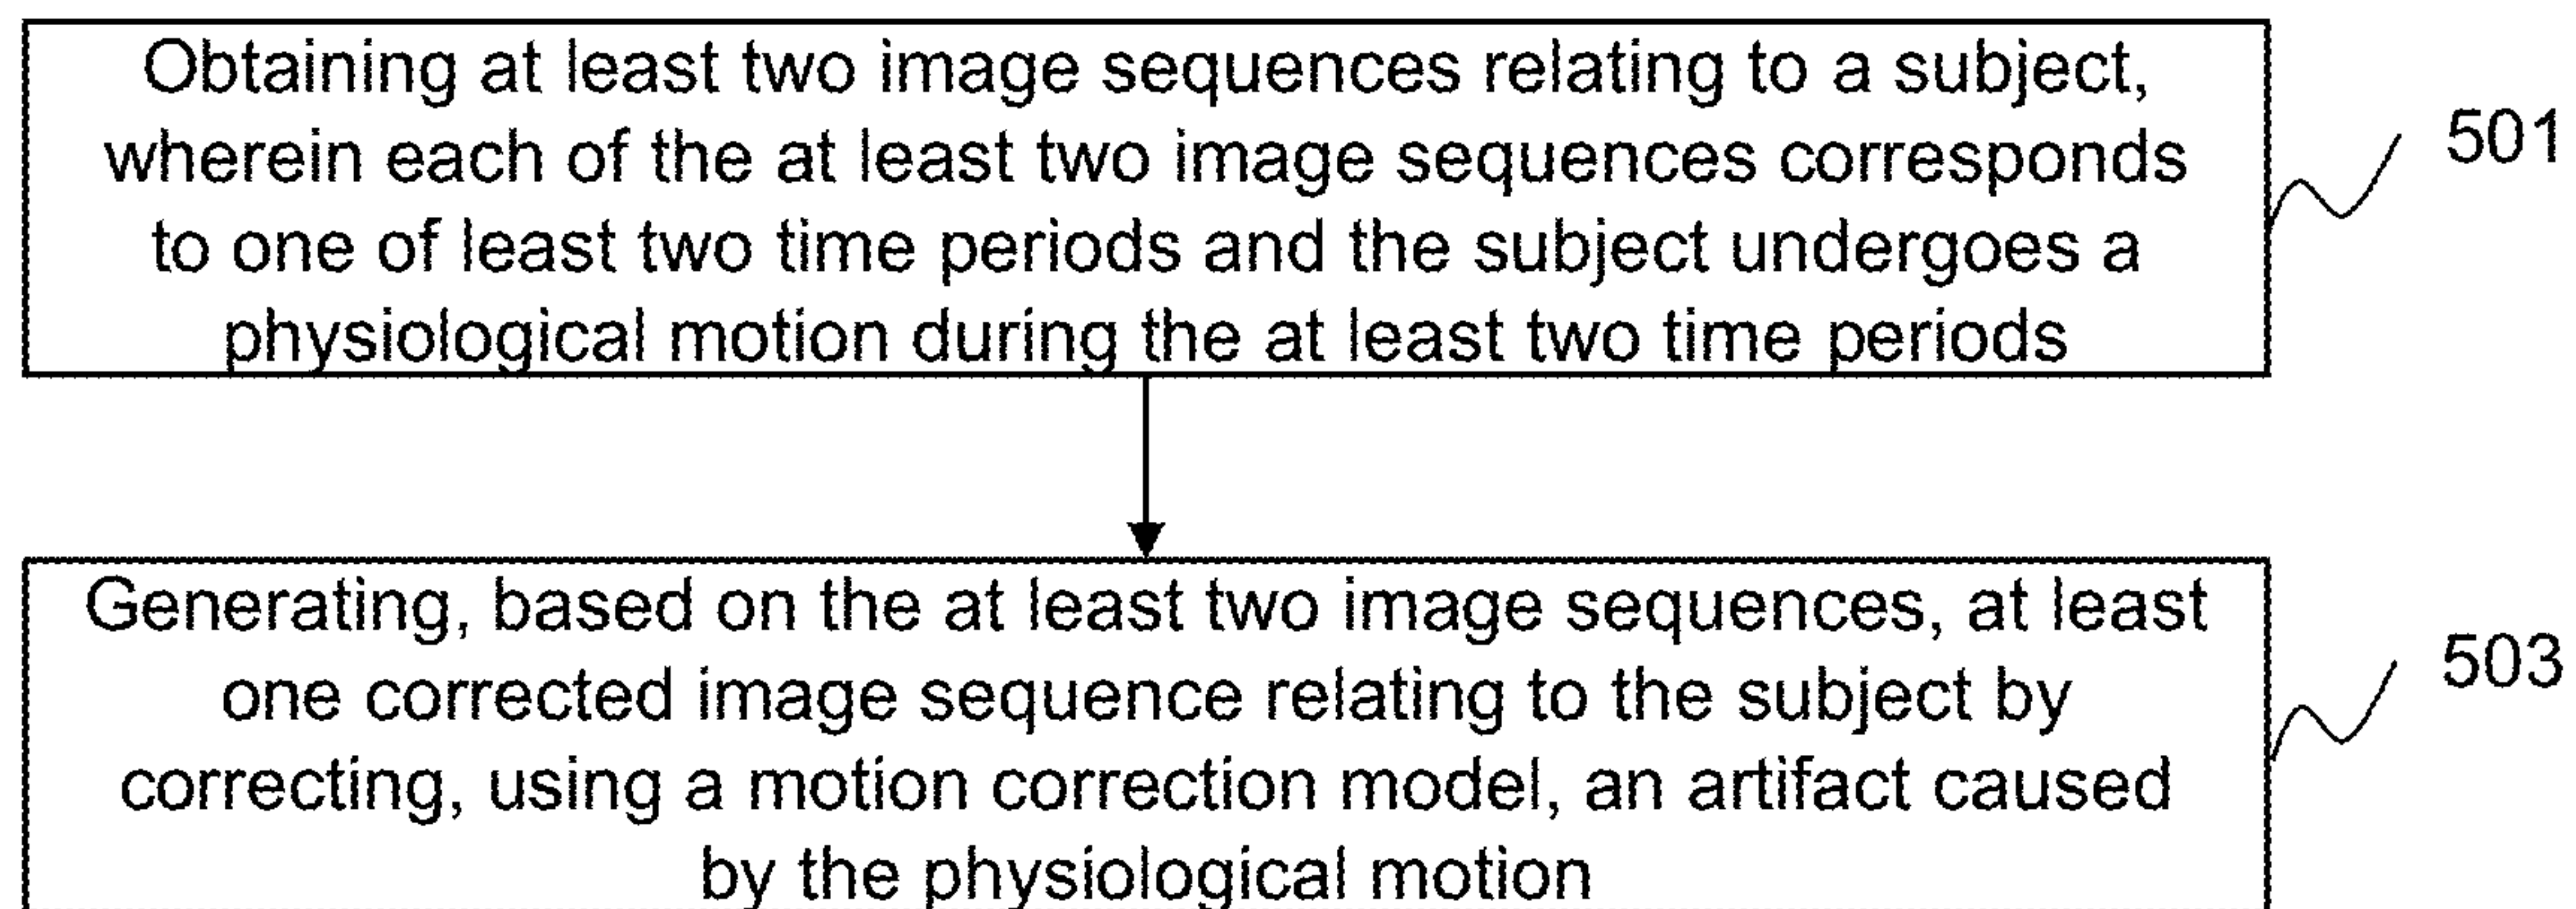 Obtaining at least two image sequences relating to a subject,
wherein each of the at least two image sequences corresponds
to one of least two time periods and the subject undergoes a
physiological motion during the at least two time periods
501
Generating, based on the at least two image sequences, at least
one corrected image sequence relating to the subject by
correcting, using a motion correction model, an artifact caused
by the physiological motion
503